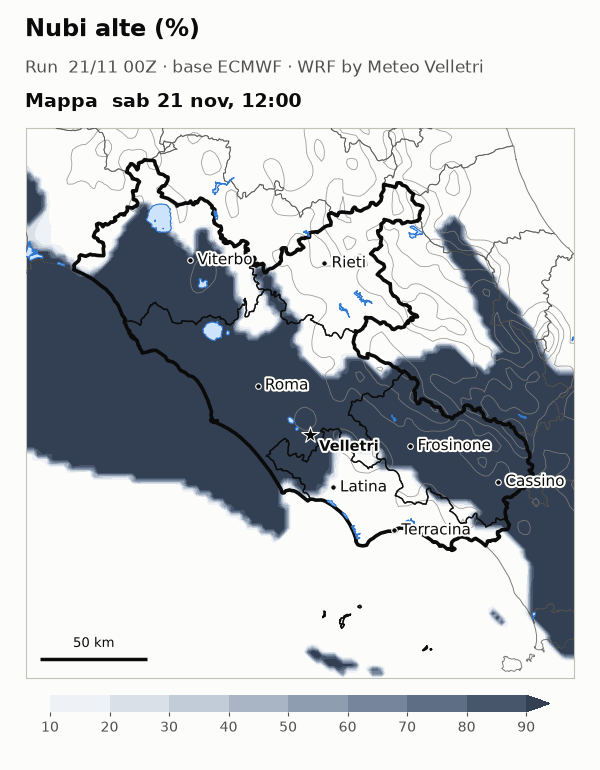 Nubi alte (%)
Run  21/11 00Z · base ECMWF · WRF by Meteo Velletri
Mappa  sab 21 nov, 12:00
Viterbo
Rieti
Roma
Velletri
Frosinone
Cassino
Latina
Terracina
50 km
10 20 30 40 50 60 70 80 90